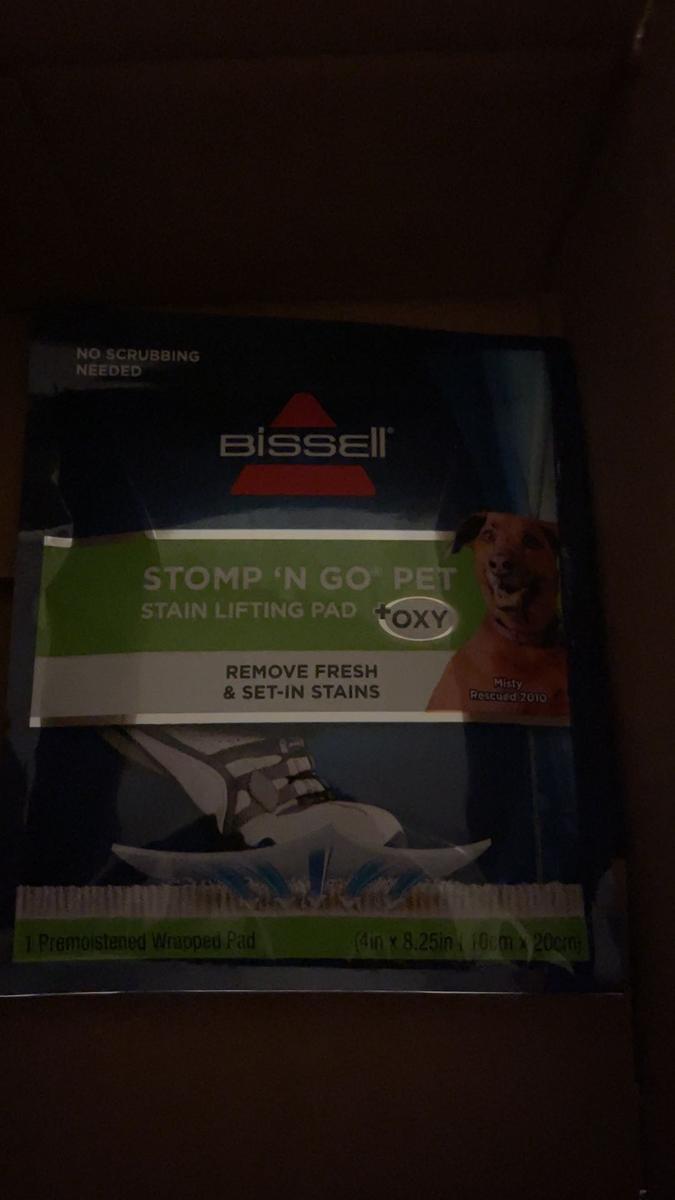 NO SCRUBBING
NEEDED
BISSELL®
STOMP 'N GO® PET
STAIN LIFTING PAD +OXY
REMOVE FRESH
& SET-IN STAINS
Misty
Rescued 2010
1 Premoistened Wrapped Pad (4in x 8.25in | 10cm x 20cm)